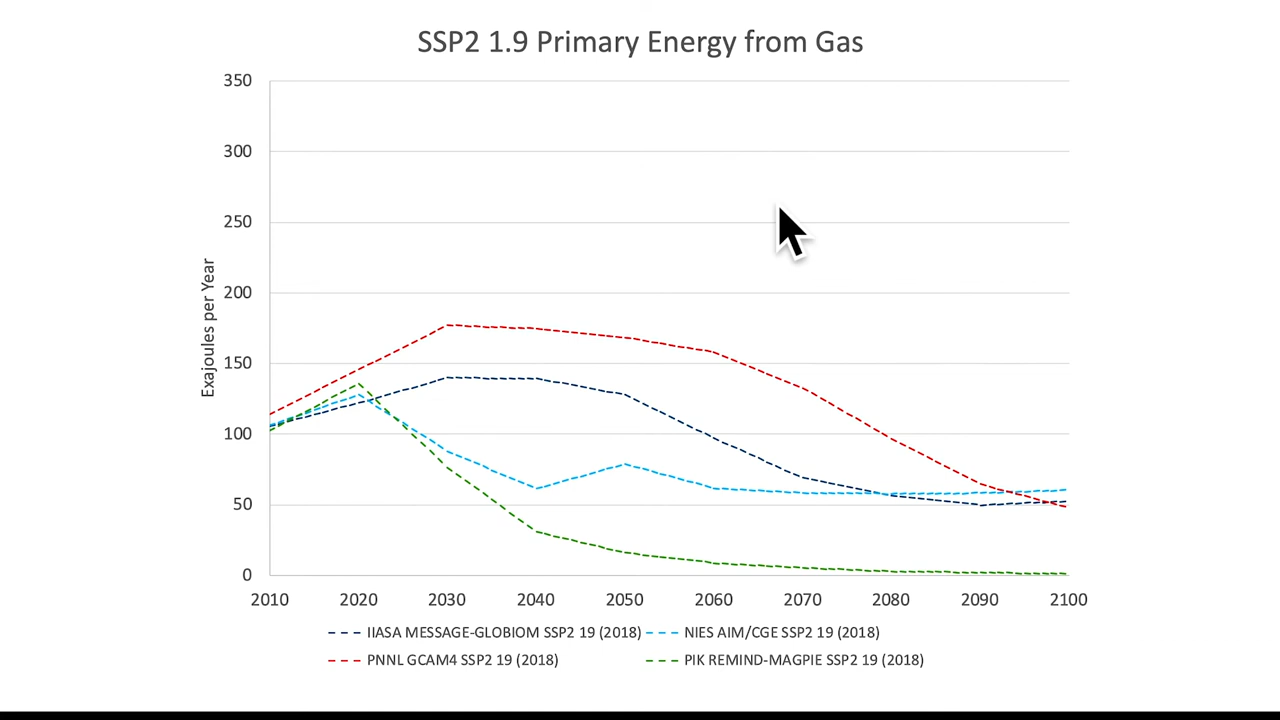 SSP2 1.9 Primary Energy from Gas
350
300
250
200
150
100
50
0
Exajoules per Year
2010 2020 2030 2040 2050 2060 2070 2080 2090 2100
IIASA MESSAGE-GLOBIOM SSP2 19 (2018) NIES AIM/CGE SSP2 19 (2018)
PNNL GCAM4 SSP2 19 (2018) PIK REMIND-MAGPIE SSP2 19 (2018)